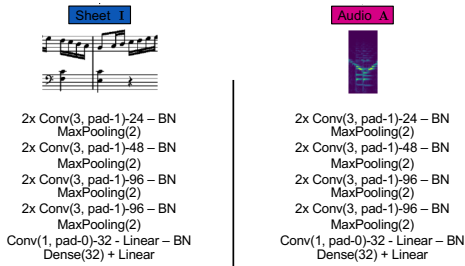 Sheet I
2x Conv(3, pad-1)-24 – BN
MaxPooling(2)
2x Conv(3, pad-1)-48 – BN
MaxPooling(2)
2x Conv(3, pad-1)-96 – BN
MaxPooling(2)
2x Conv(3, pad-1)-96 – BN
MaxPooling(2)
Conv(1, pad-0)-32 - Linear – BN
Dense(32) + Linear
Audio A
2x Conv(3, pad-1)-24 – BN
MaxPooling(2)
2x Conv(3, pad-1)-48 – BN
MaxPooling(2)
2x Conv(3, pad-1)-96 – BN
MaxPooling(2)
2x Conv(3, pad-1)-96 – BN
MaxPooling(2)
Conv(1, pad-0)-32 - Linear – BN
Dense(32) + Linear